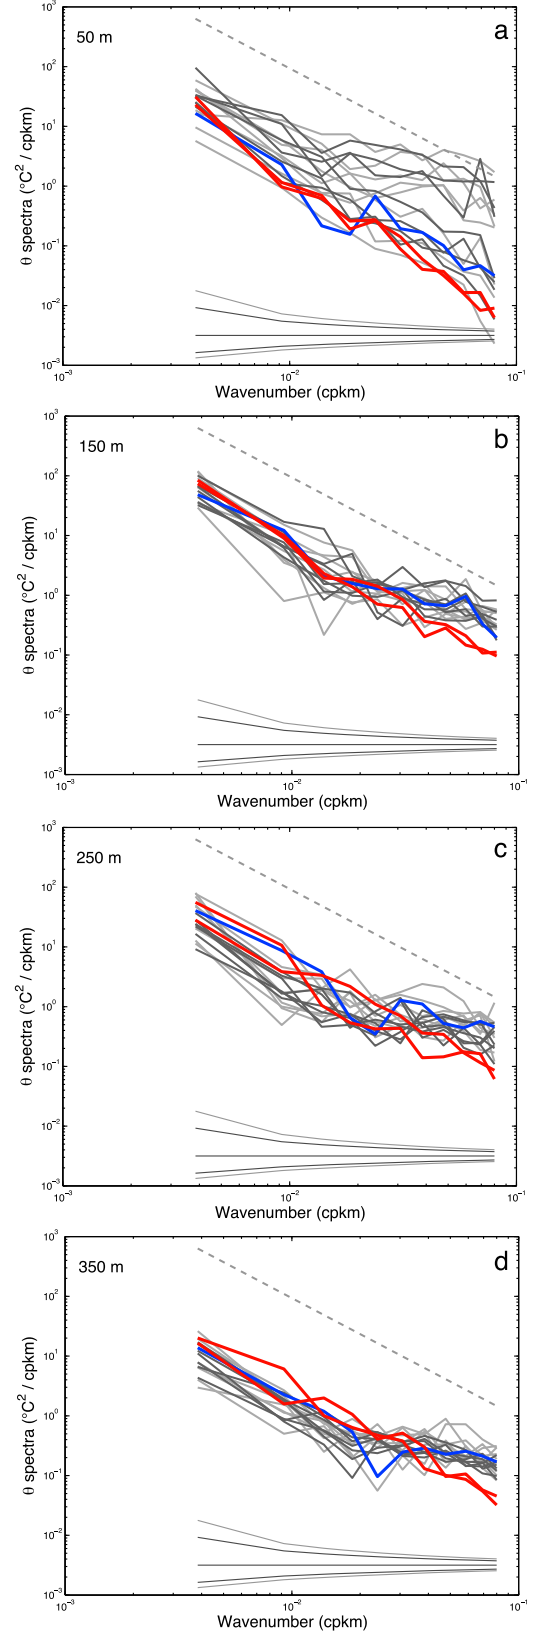 50 m
a
10³
10²
10¹
10⁰
10⁻¹
10⁻²
10⁻³
θ spectra (°C² / cpkm)
10⁻³
10⁻²
10⁻¹
Wavenumber (cpkm)
150 m
b
10³
10²
10¹
10⁰
10⁻¹
10⁻²
10⁻³
θ spectra (°C² / cpkm)
10⁻³
10⁻²
10⁻¹
Wavenumber (cpkm)
250 m
c
10³
10²
10¹
10⁰
10⁻¹
10⁻²
10⁻³
θ spectra (°C² / cpkm)
10⁻³
10⁻²
10⁻¹
Wavenumber (cpkm)
350 m
d
10³
10²
10¹
10⁰
10⁻¹
10⁻²
10⁻³
θ spectra (°C² / cpkm)
10⁻³
10⁻²
10⁻¹
Wavenumber (cpkm)